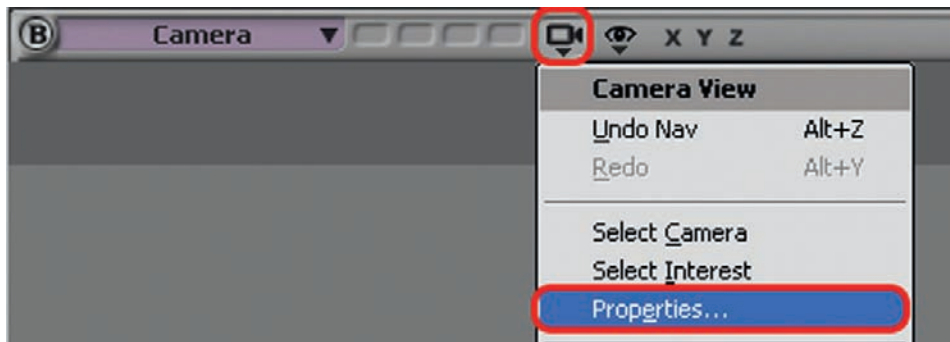 B Camera X Y Z
Camera View
Undo Nav Alt+Z
Redo Alt+Y
Select Camera
Select Interest
Properties...